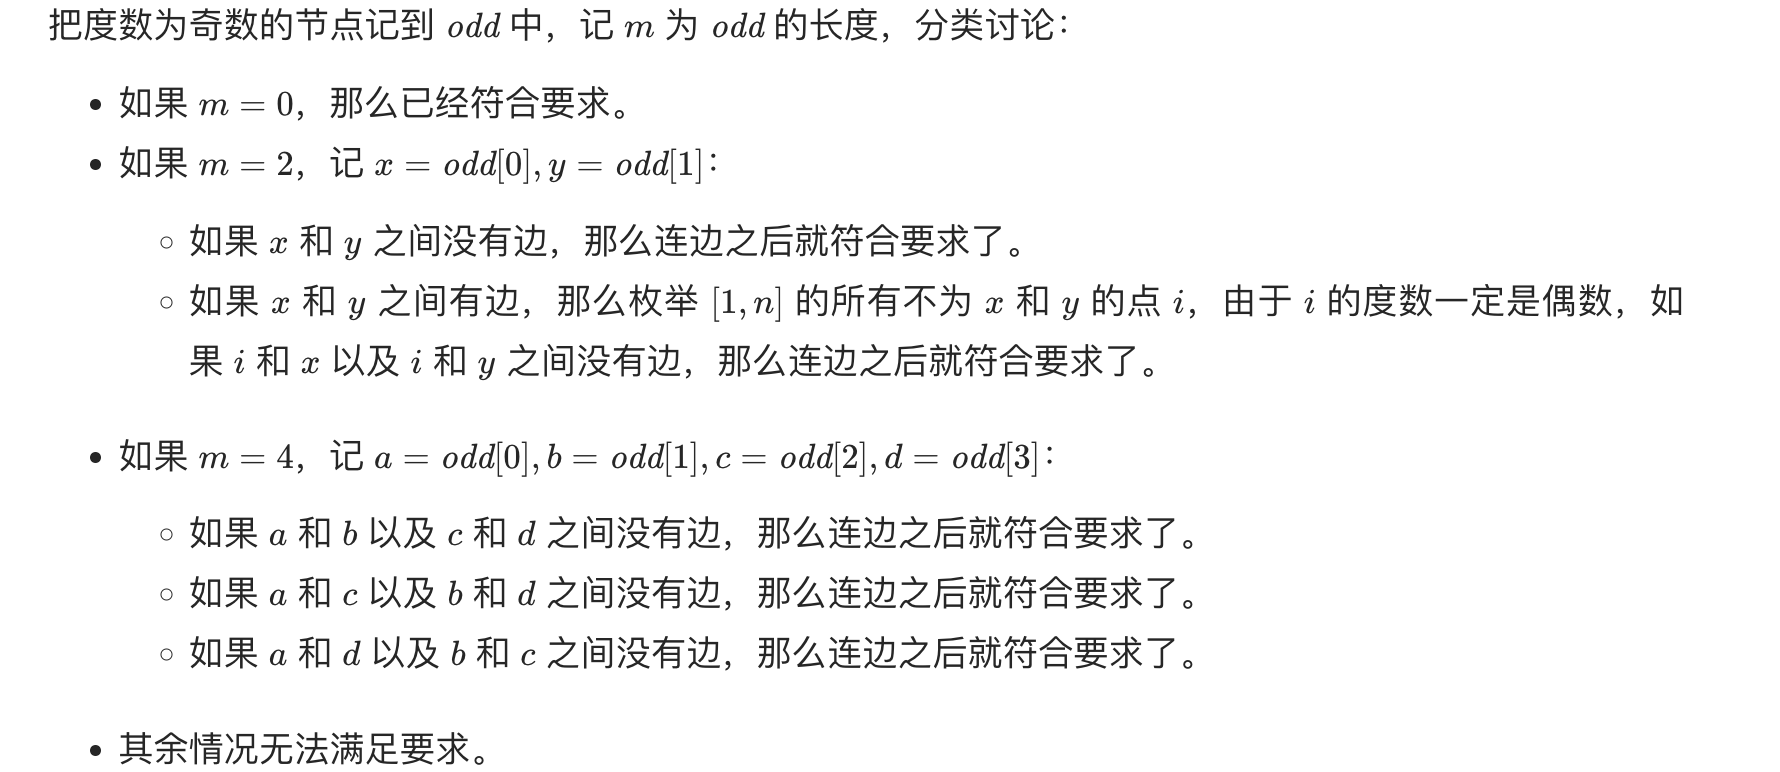 把度数为奇数的节点记到 odd 中，记 m 为 odd 的长度，分类讨论：
• 如果 m = 0，那么已经符合要求。
• 如果 m = 2，记 x = odd[0], y = odd[1]：
◦ 如果 x 和 y 之间没有边，那么连边之后就符合要求了。
◦ 如果 x 和 y 之间有边，那么枚举 [1, n] 的所有不为 x 和 y 的点 i，由于 i 的度数一定是偶数，如
果 i 和 x 以及 i 和 y 之间没有边，那么连边之后就符合要求了。
• 如果 m = 4，记 a = odd[0], b = odd[1], c = odd[2], d = odd[3]：
◦ 如果 a 和 b 以及 c 和 d 之间没有边，那么连边之后就符合要求了。
◦ 如果 a 和 c 以及 b 和 d 之间没有边，那么连边之后就符合要求了。
◦ 如果 a 和 d 以及 b 和 c 之间没有边，那么连边之后就符合要求了。
• 其余情况无法满足要求。